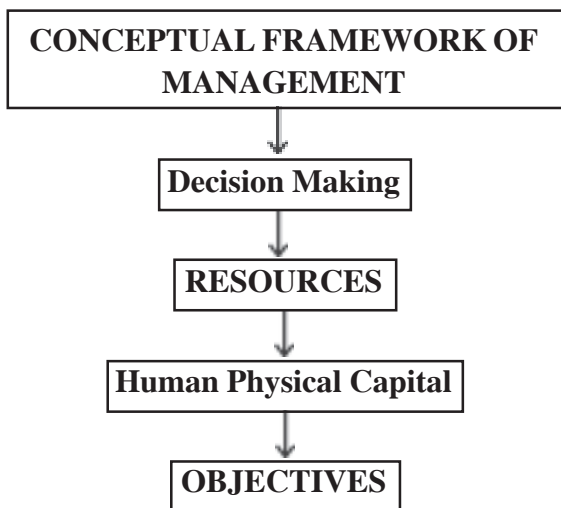 CONCEPTUAL FRAMEWORK OF
MANAGEMENT
Decision Making
RESOURCES
Human Physical Capital
OBJECTIVES